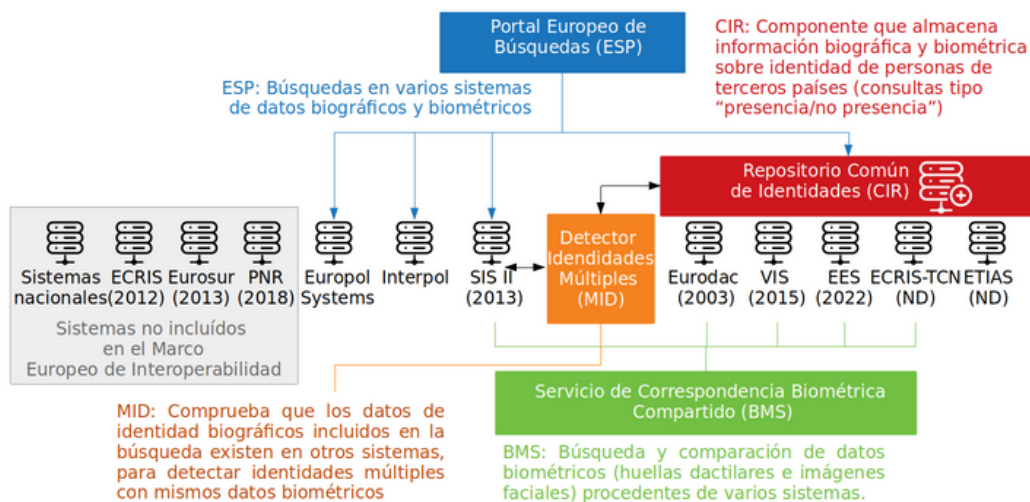 Portal Europeo de
Búsquedas (ESP)
CIR: Componente que almacena
información biográfica y biométrica
sobre identidad de personas de
terceros países (consultas tipo
“presencia/no presencia”)
ESP: Búsquedas en varios sistemas
de datos biográficos y biométricos
Repositorio Común
de Identidades (CIR)
Sistemas
nacionales
ECRIS
(2012)
Eurosur
(2013)
PNR
(2018)
Sistemas no incluídos
en el Marco
Europeo de Interoperabilidad
Europol
Systems
Interpol
SIS II
(2013)
Detector
Idendidades
Múltiples
(MID)
Eurodac
(2003)
VIS
(2015)
EES
(2022)
ECRIS-TCN
(ND)
ETIAS
(ND)
Servicio de Correspondencia Biométrica
Compartido (BMS)
MID: Comprueba que los datos de
identidad biográficos incluidos en la
búsqueda existen en otros sistemas,
para detectar identidades múltiples
con mismos datos biométricos
BMS: Búsqueda y comparación de datos
biométricos (huellas dactilares e imágenes
faciales) procedentes de varios sistemas.